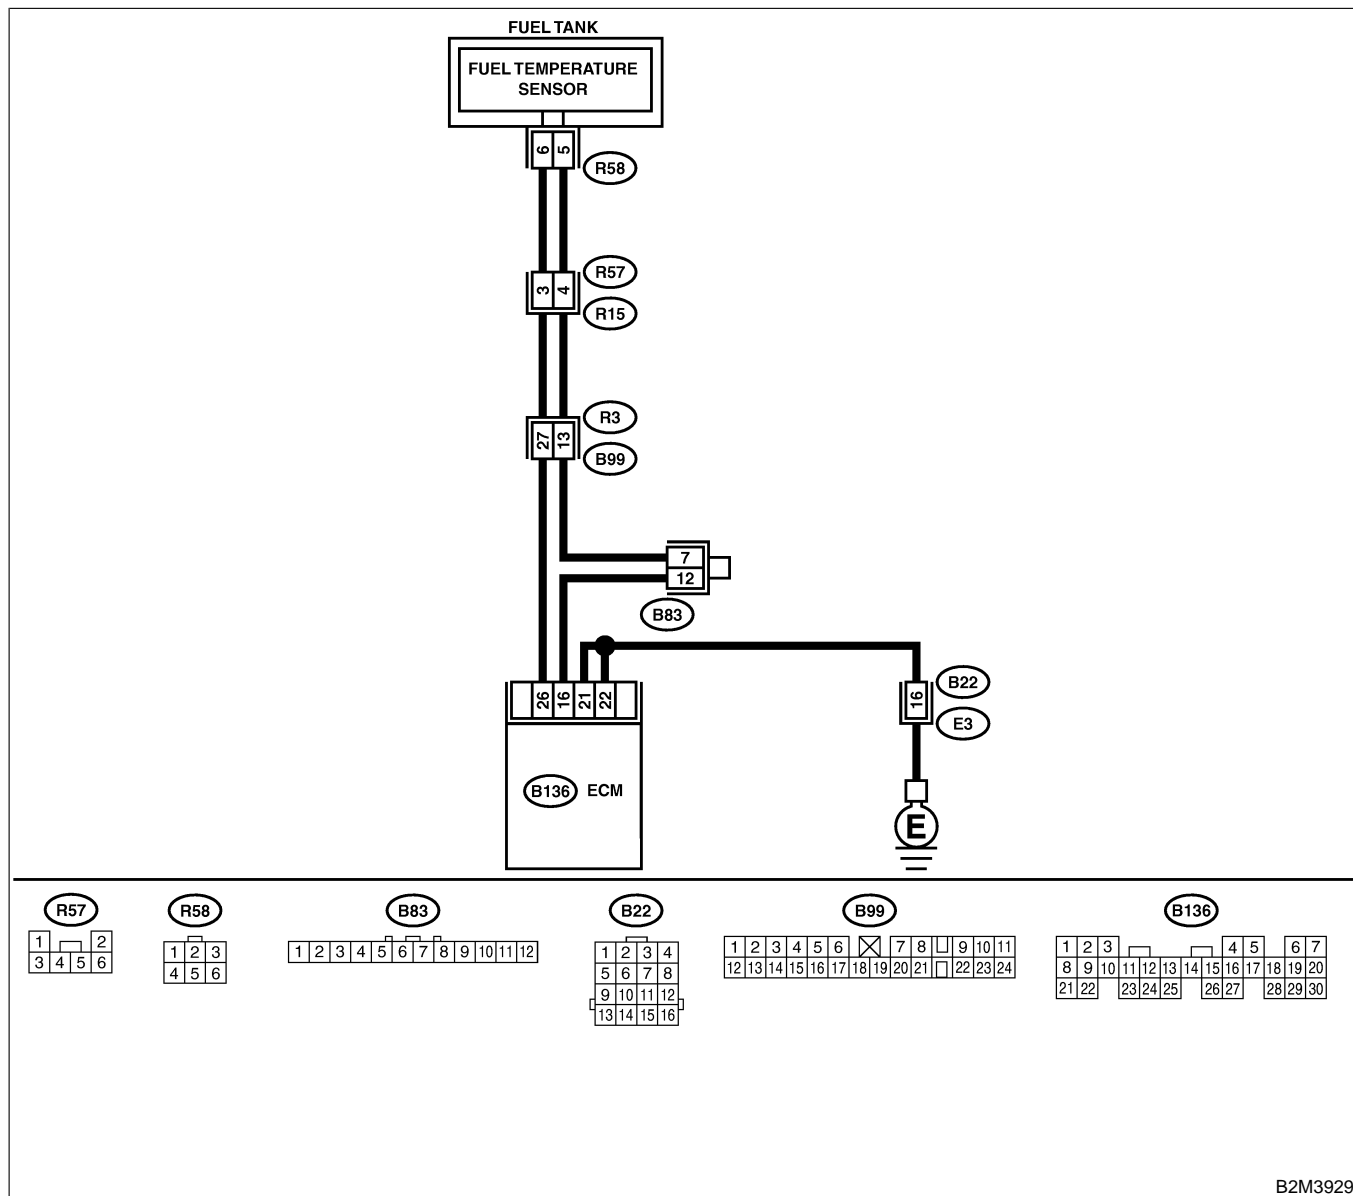 FUEL TANK
FUEL TEMPERATURE
SENSOR
6 5
R58
R57
3 4
R15
R3
27 13
B99
7
12
B83
26 16 21 22
B22
16
E3
B136 ECM
E
R57 R58 B83 B22 B99 B136
1 2
3 4 5 6
1 2 3
4 5 6
1 2 3 4 5 6 7 8 9 10 11 12
1 2 3 4
5 6 7 8
9 10 11 12
13 14 15 16
1 2 3 4 5 6 7 8 9 10 11
12 13 14 15 16 17 18 19 20 21 22 23 24
1 2 3 4 5 6 7
8 9 10 11 12 13 14 15 16 17 18 19 20
21 22 23 24 25 26 27 28 29 30
B2M3929